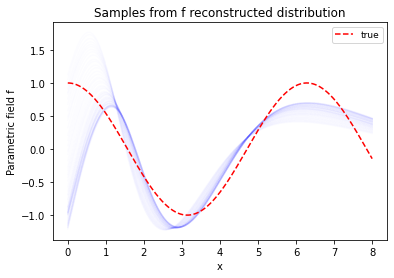 Samples from f reconstructed distribution
true
Parametric field f
1.5
1.0
0.5
0.0
−0.5
−1.0
0 1 2 3 4 5 6 7 8
x